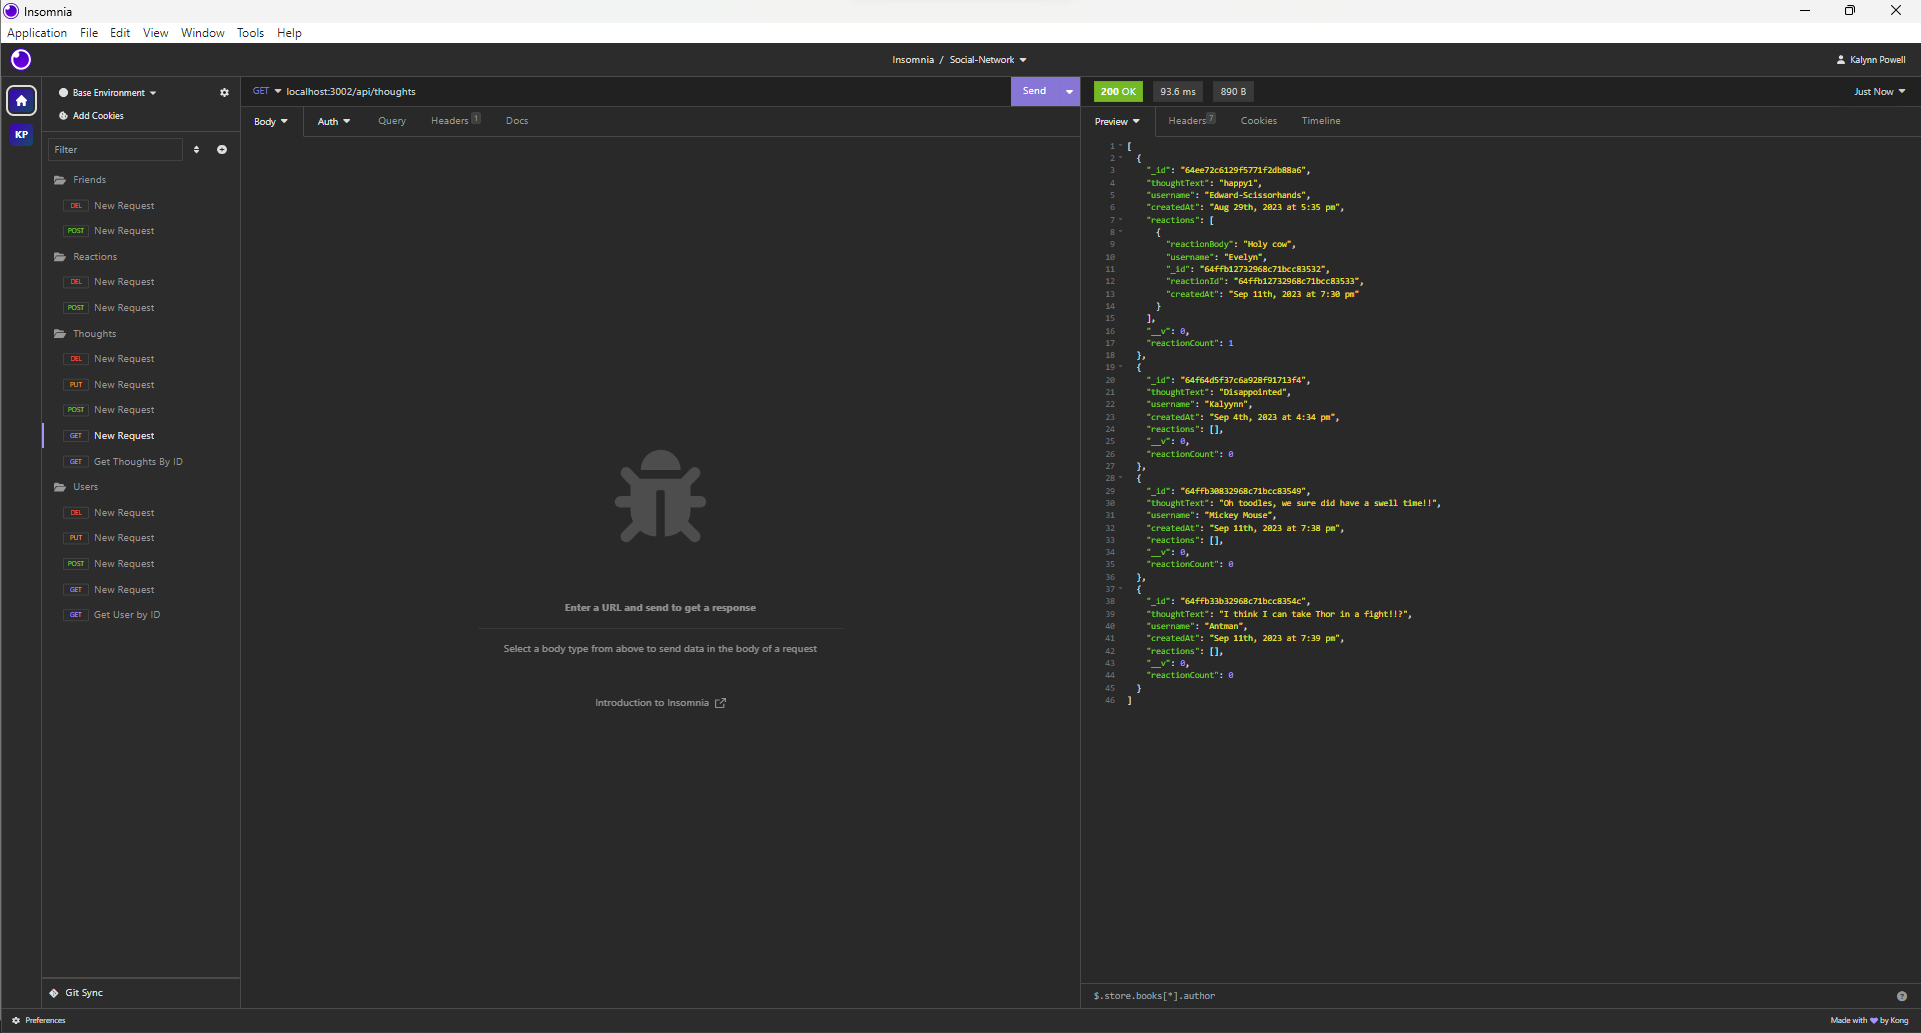 Insomnia
Application File Edit View Window Tools Help
Insomnia / Social-Network
Kalynn Powell
KP
Base Environment
Add Cookies
Filter
Friends
DEL New Request
POST New Request
Reactions
DEL New Request
POST New Request
Thoughts
DEL New Request
PUT New Request
POST New Request
GET New Request
GET Get Thoughts By ID
Users
DEL New Request
PUT New Request
POST New Request
GET New Request
GET Get User by ID
Git Sync
Preferences
GET localhost:3002/api/thoughts Send
Body Auth Query Headers 1 Docs
Enter a URL and send to get a response
Select a body type from above to send data in the body of a request
Introduction to Insomnia
200 OK 93.6 ms 890 B Just Now
Preview Headers 7 Cookies Timeline
1 [
2 {
3 "_id": "64ee72c6129f5771f2db88a6",
4 "thoughtText": "happy1",
5 "username": "Edward-Scissorhands",
6 "createdAt": "Aug 29th, 2023 at 5:35 pm",
7 "reactions": [
8 {
9 "reactionBody": "Holy cow",
10 "username": "Evelyn",
11 "_id": "64ffb12732968c71bcc83532",
12 "reactionId": "64ffb12732968c71bcc83533",
13 "createdAt": "Sep 11th, 2023 at 7:30 pm"
14 }
15 ],
16 "__v": 0,
17 "reactionCount": 1
18 },
19 {
20 "_id": "64f64d5f37c6a928f91713f4",
21 "thoughtText": "Disappointed",
22 "username": "Kalyynn",
23 "createdAt": "Sep 4th, 2023 at 4:34 pm",
24 "reactions": [],
25 "__v": 0,
26 "reactionCount": 0
27 },
28 {
29 "_id": "64ffb30832968c71bcc83549",
30 "thoughtText": "Oh toodles, we sure did have a swell time!!",
31 "username": "Mickey Mouse",
32 "createdAt": "Sep 11th, 2023 at 7:38 pm",
33 "reactions": [],
34 "__v": 0,
35 "reactionCount": 0
36 },
37 {
38 "_id": "64ffb33b32968c71bcc8354c",
39 "thoughtText": "I think I can take Thor in a fight!!?",
40 "username": "Antman",
41 "createdAt": "Sep 11th, 2023 at 7:39 pm",
42 "reactions": [],
43 "__v": 0,
44 "reactionCount": 0
45 }
46 ]
$.store.books[*].author
Made with by Kong